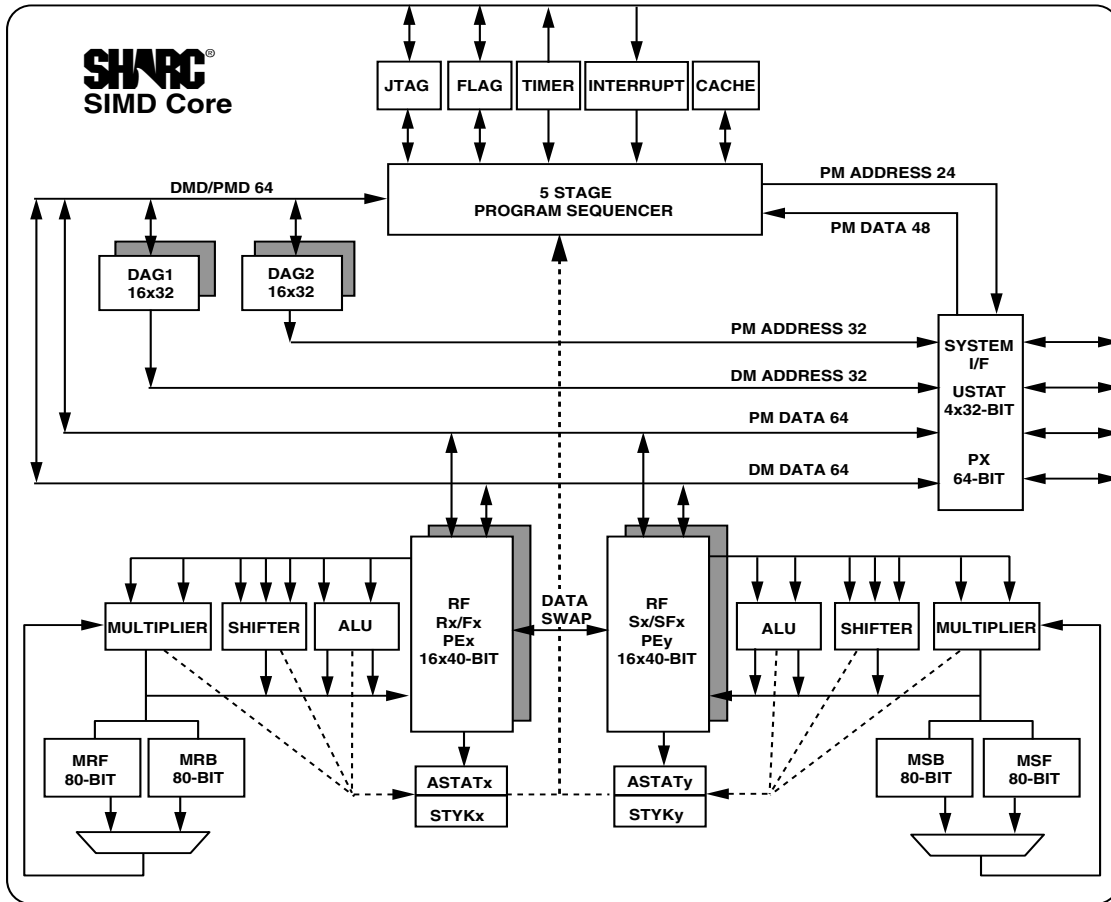 SHARC®
SIMD Core
JTAG
FLAG
TIMER
INTERRUPT
CACHE
DMD/PMD 64
5 STAGE
PROGRAM SEQUENCER
PM ADDRESS 24
PM DATA 48
DAG1
16x32
DAG2
16x32
PM ADDRESS 32
DM ADDRESS 32
PM DATA 64
DM DATA 64
SYSTEM
I/F
USTAT
4x32-BIT
PX
64-BIT
MULTIPLIER
SHIFTER
ALU
RF
Rx/Fx
PEx
16x40-BIT
DATA
SWAP
RF
Sx/SFx
PEy
16x40-BIT
ALU
SHIFTER
MULTIPLIER
MRF
80-BIT
MRB
80-BIT
ASTATx
STYKx
ASTATy
STYKy
MSB
80-BIT
MSF
80-BIT